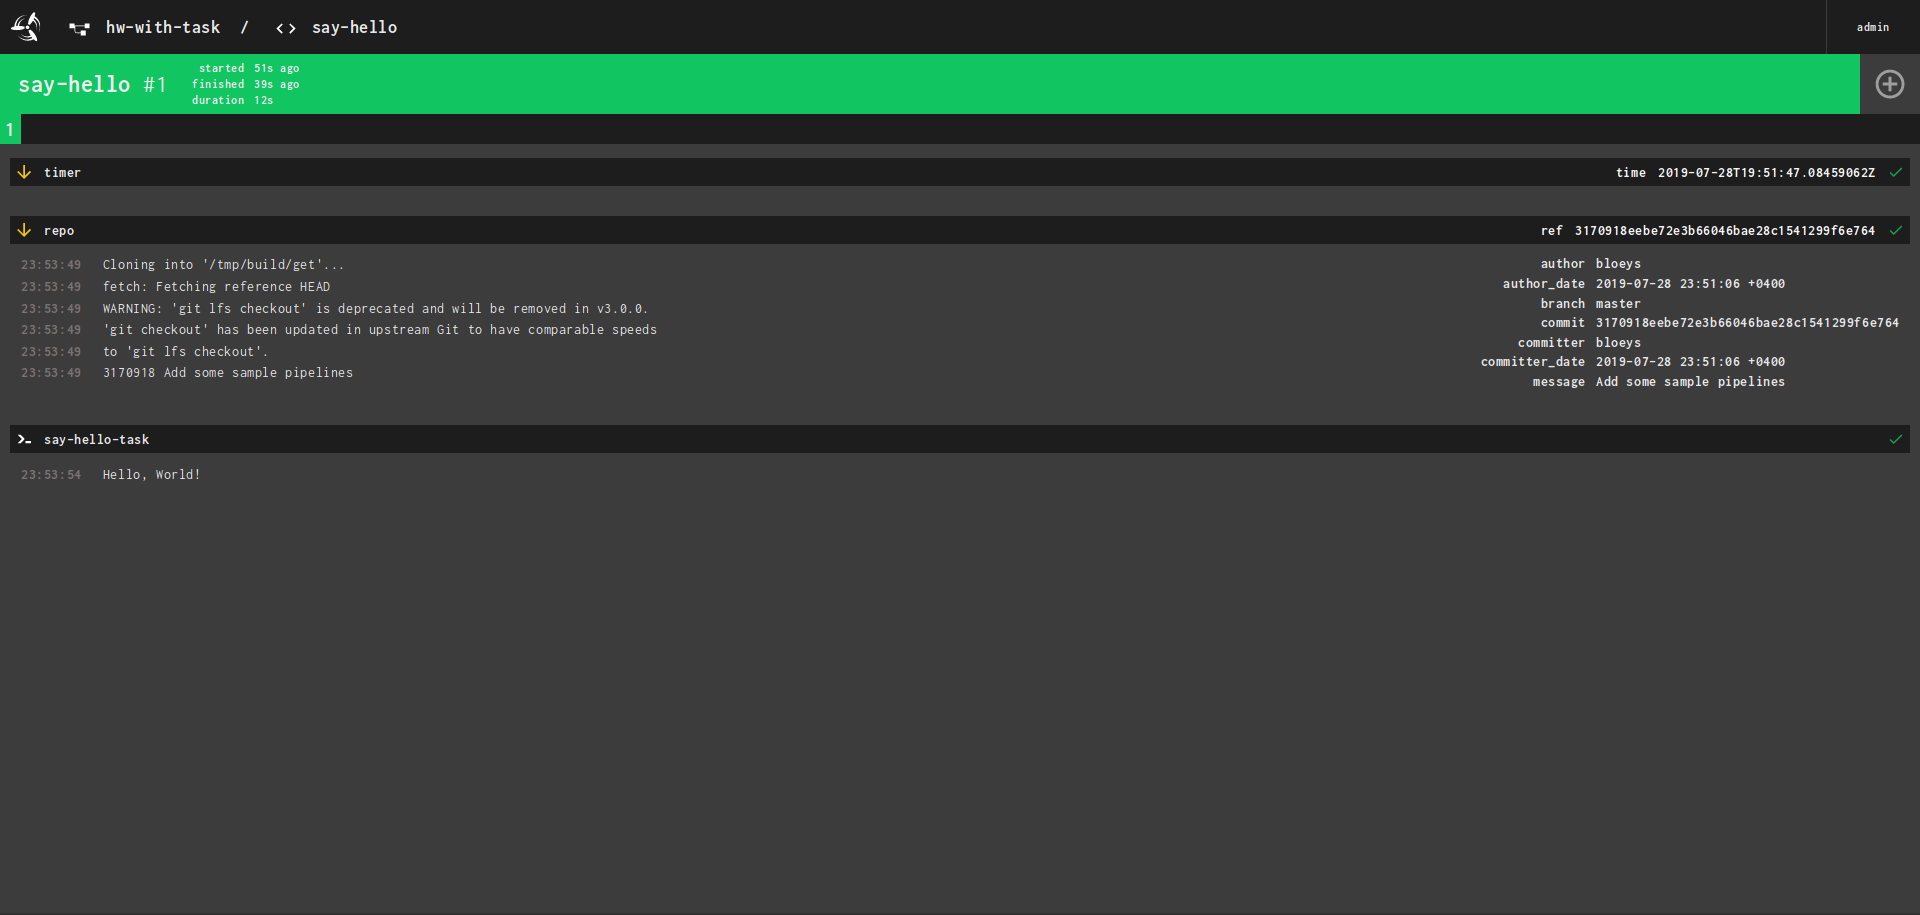 hw-with-task / <> say-hello admin
say-hello #1
started 51s ago
finished 39s ago
duration 12s
1
timer time 2019-07-28T19:51:47.08459062Z
repo ref 3170918eebe72e3b66046bae28c1541299f6e764
23:53:49 Cloning into '/tmp/build/get'...
23:53:49 fetch: Fetching reference HEAD
23:53:49 WARNING: 'git lfs checkout' is deprecated and will be removed in v3.0.0.
23:53:49 'git checkout' has been updated in upstream Git to have comparable speeds
23:53:49 to 'git lfs checkout'.
23:53:49 3170918 Add some sample pipelines
author bloeys
author_date 2019-07-28 23:51:06 +0400
branch master
commit 3170918eebe72e3b66046bae28c1541299f6e764
committer bloeys
committer_date 2019-07-28 23:51:06 +0400
message Add some sample pipelines
say-hello-task
23:53:54 Hello, World!